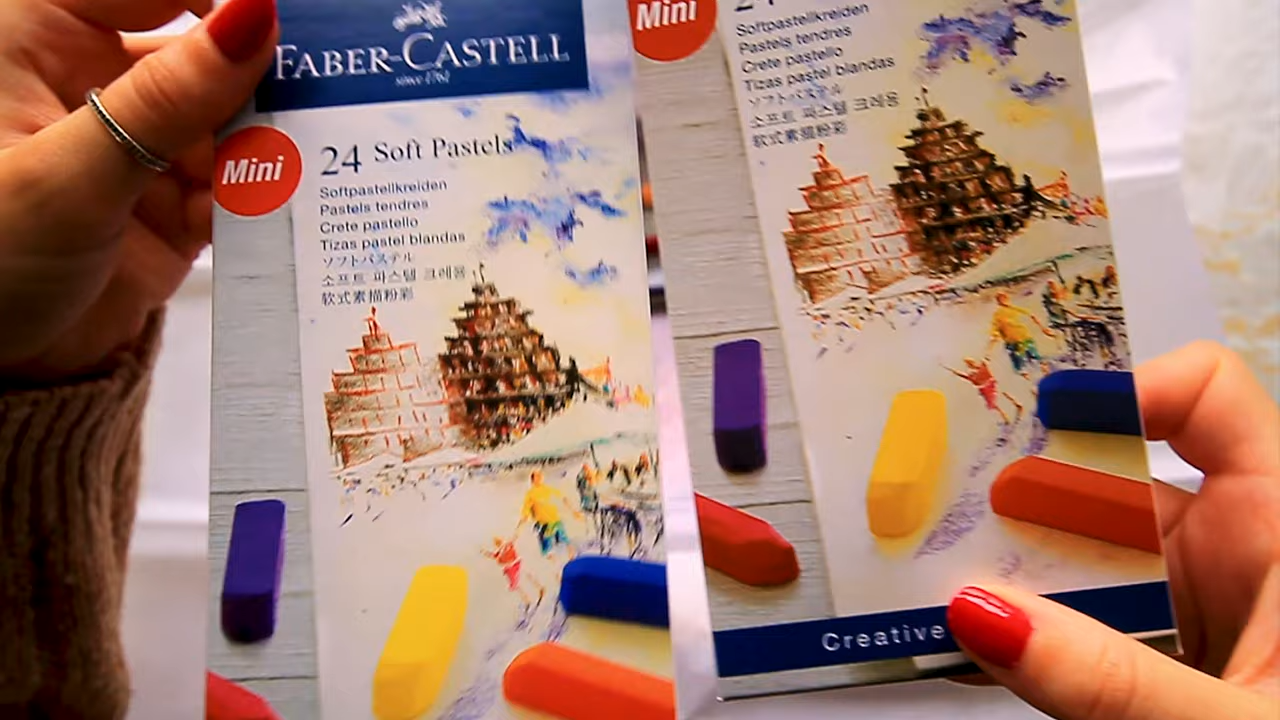 FABER-CASTELL
since 1761
Mini
24 Soft Pastels
Softpastellkreiden
Pastels tendres
Crete pastello
Tizas pastel blandas
ソフトパステル
소프트 파스텔 크레용
软式素描粉彩
Mini
24
Softpastellkreiden
Pastels tendres
Crete pastello
Tizas pastel blandas
ソフトパステル
소프트 파스텔 크레용
软式素描粉彩
Creative